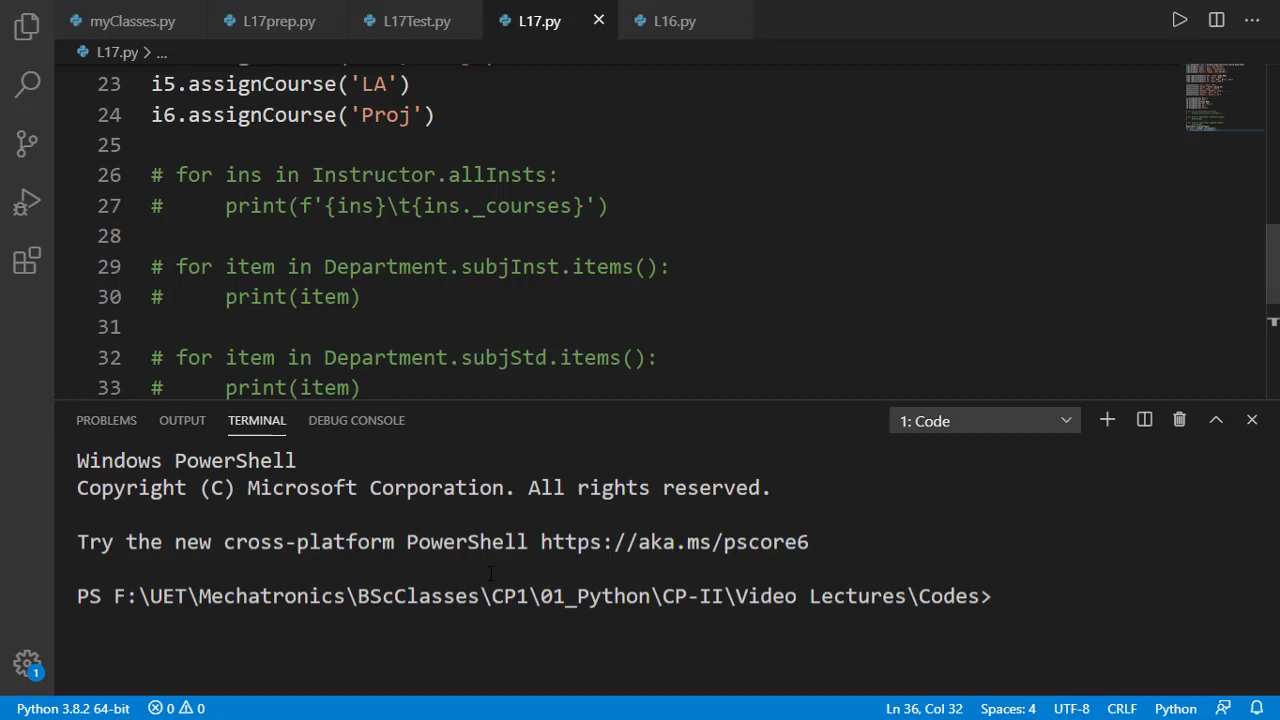 myClasses.py L17prep.py L17Test.py L17.py L16.py
L17.py > ...
23 i5.assignCourse('LA')
24 i6.assignCourse('Proj')
25
26 # for ins in Instructor.allInsts:
27 #     print(f'{ins}\t{ins._courses}')
28
29 # for item in Department.subjInst.items():
30 #     print(item)
31
32 # for item in Department.subjStd.items():
33 #     print(item)
PROBLEMS OUTPUT TERMINAL DEBUG CONSOLE 1: Code
Windows PowerShell
Copyright (C) Microsoft Corporation. All rights reserved.
Try the new cross-platform PowerShell https://aka.ms/pscore6
PS F:\UET\Mechatronics\BScClasses\CP1\01_Python\CP-II\Video Lectures\Codes>
1
Python 3.8.2 64-bit 0 0 Ln 36, Col 32 Spaces: 4 UTF-8 CRLF Python